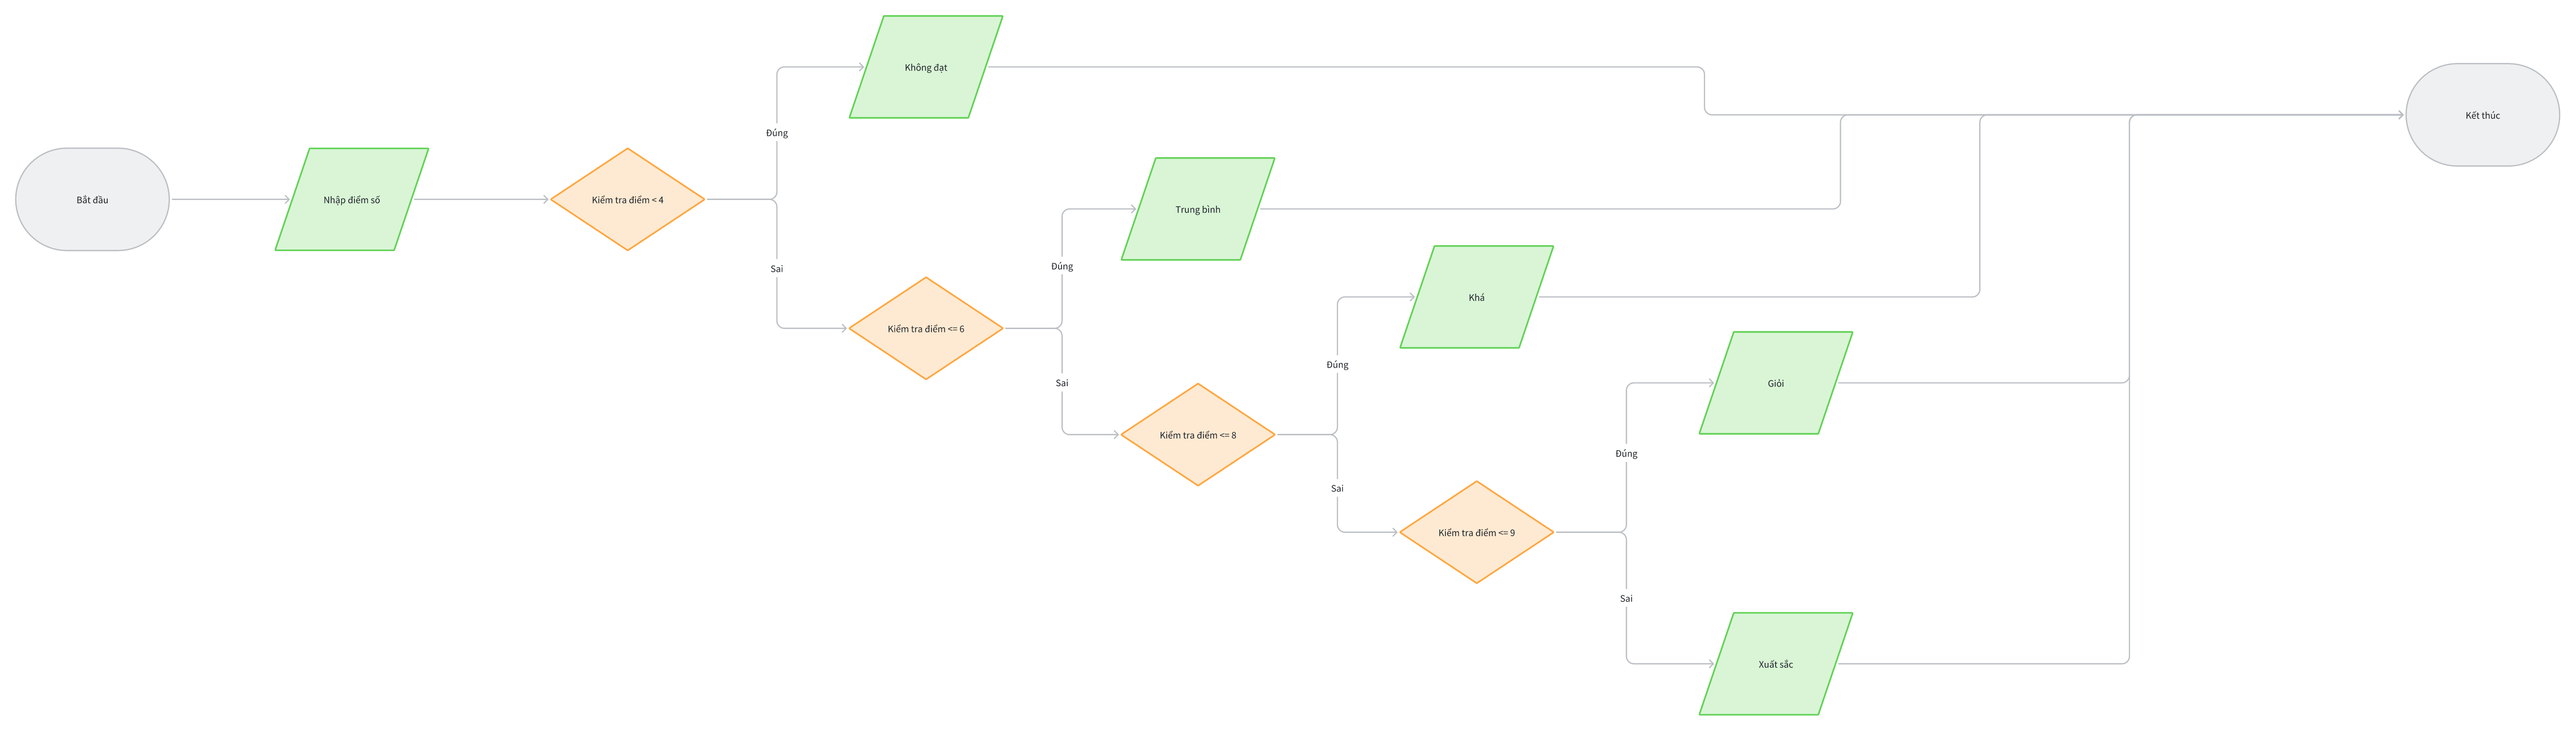 Bắt đầu
Nhập điểm số
Kiểm tra điểm < 4
Đúng
Không đạt
Sai
Kiểm tra điểm <= 6
Đúng
Trung bình
Sai
Kiểm tra điểm <= 8
Đúng
Khá
Sai
Kiểm tra điểm <= 9
Đúng
Giỏi
Sai
Xuất sắc
Kết thúc